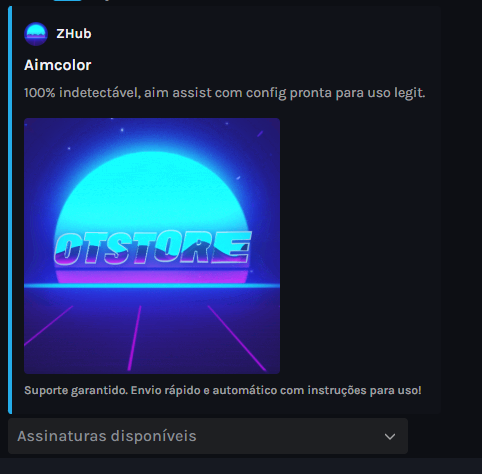 ZHub
Aimcolor
100% indetectável, aim assist com config pronta para uso legit.
OTSTORE
Suporte garantido. Envio rápido e automático com instruções para uso!
Assinaturas disponíveis